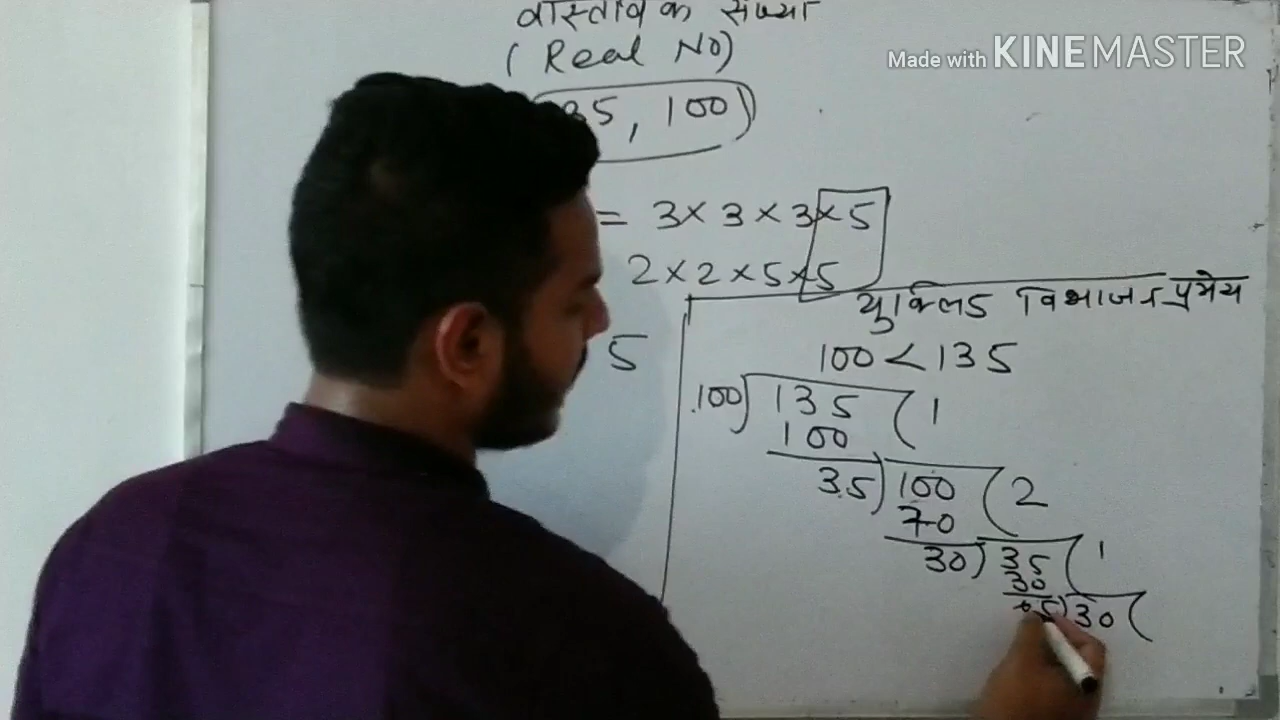 वास्तविक संख्या
(Real No)
35, 100)
= 3 × 3 × 3 × 5
2 × 2 × 5 × 5
5
युक्लिड विभाजन प्रमेय
100 < 135
100) 135 ( 1
100
35) 100 ( 2
70
30) 35 ( 1
30
05) 30 (
Made with KINEMASTER